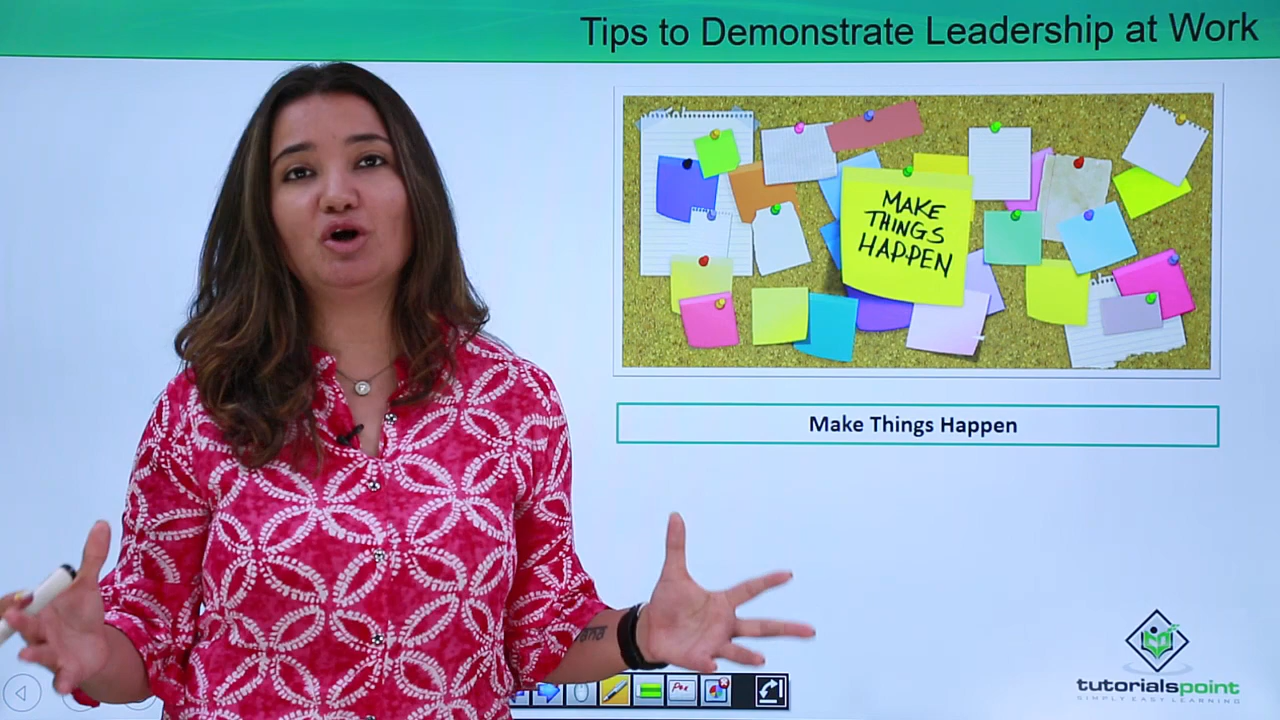 Tips to Demonstrate Leadership at Work
MAKE
THINGS
HAPPEN
Make Things Happen
tutorialspoint
SIMPLY EASY LEARNING